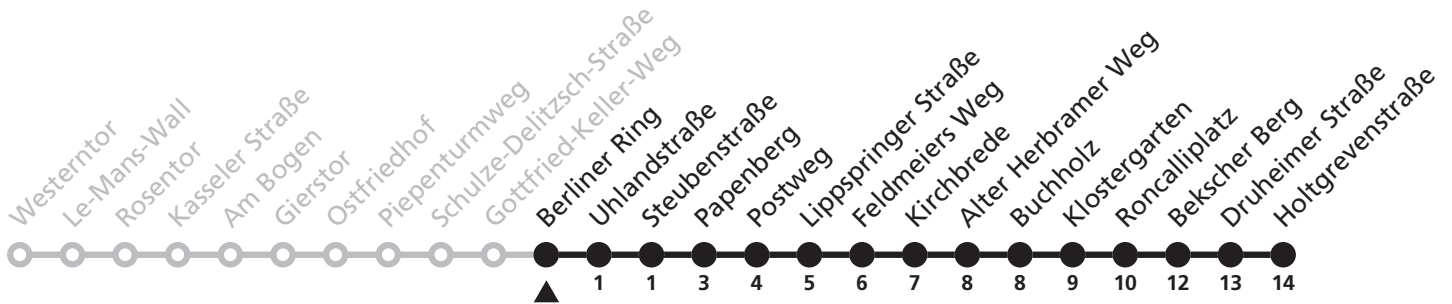 Westerntor
Le-Mans-Wall
Rosentor
Kasseler Straße
Am Bogen
Gierstor
Ostfriedhof
Piepenturmweg
Schulze-Delitzsch-Straße
Gottfried-Keller-Weg
Berliner Ring
Uhlandstraße
Steubenstraße
Papenberg
Postweg
Lippspringer Straße
Feldmeiers Weg
Kirchbrede
Alter Herbramer Weg
Buchholz
Klostergarten
Roncalliplatz
Bekscher Berg
Druheimer Straße
Holtgrevenstraße
1 1 3 4 5 6 7 8 8 9 10 12 13 14